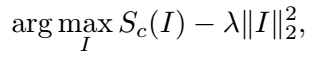 arg max_I S_c(I) − λ‖I‖_2^2,